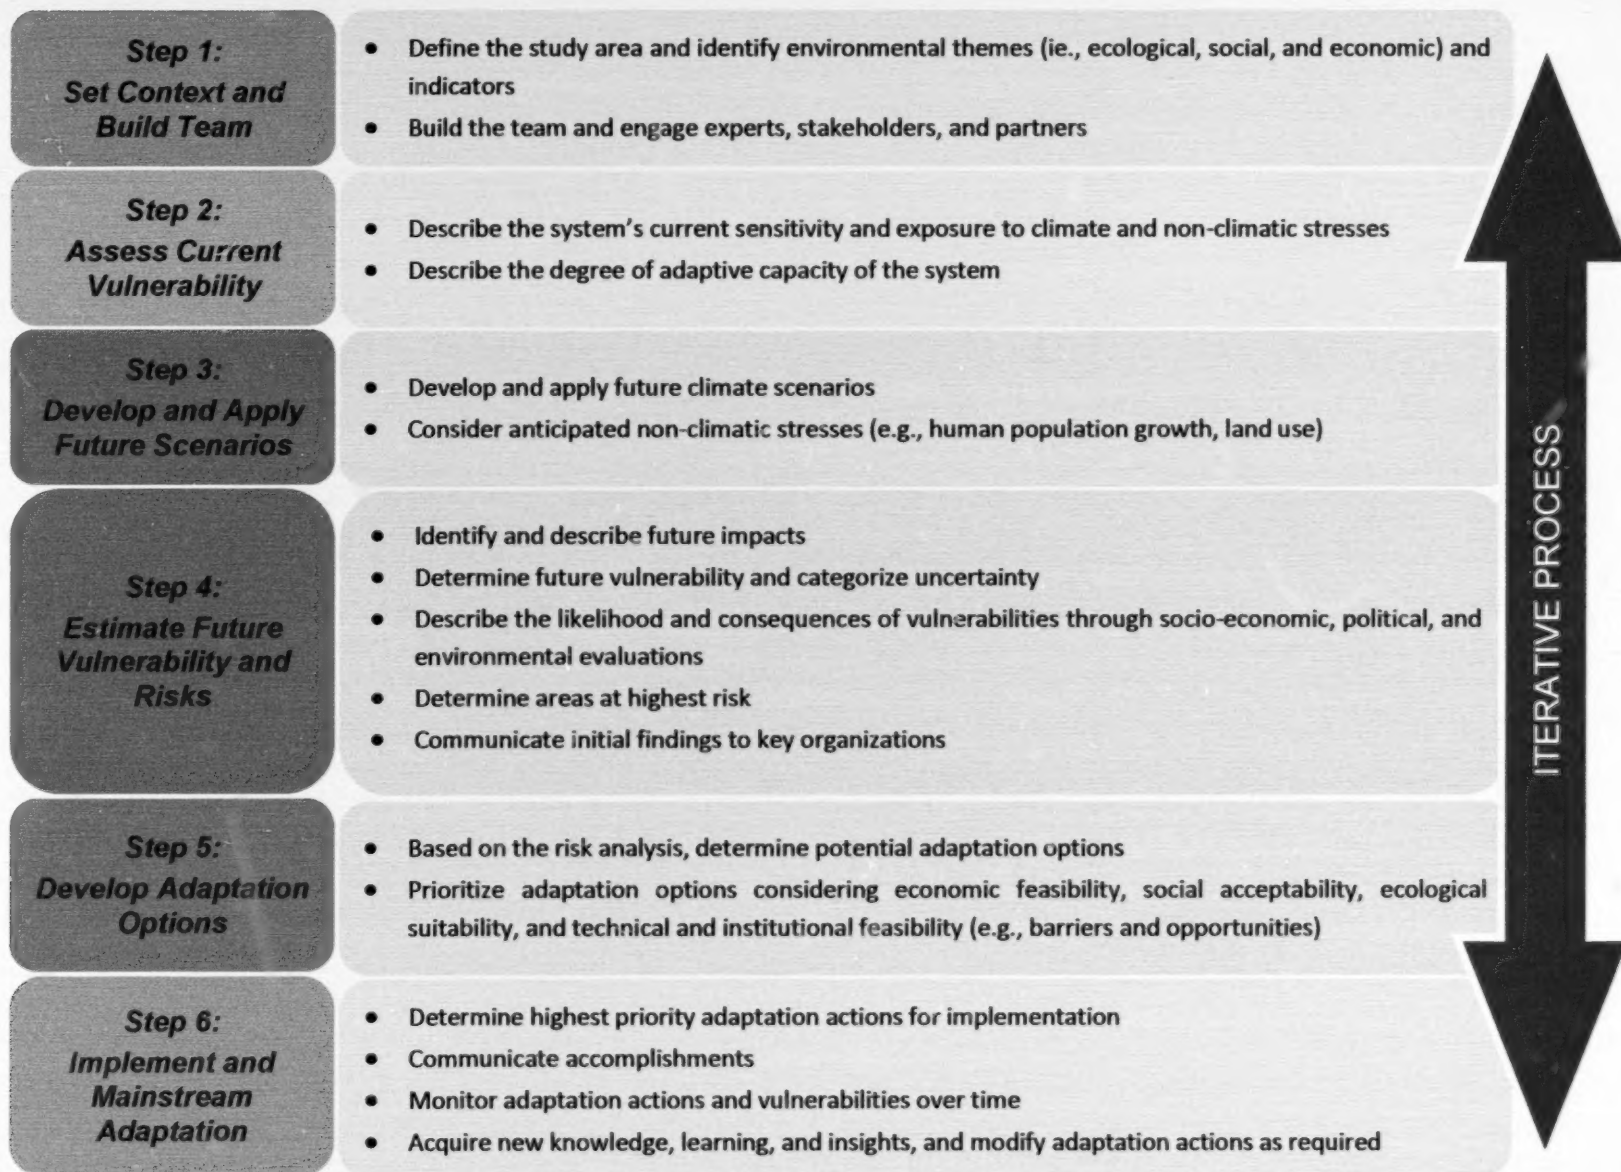 Step 1:
Set Context and
Build Team
• Define the study area and identify environmental themes (ie., ecological, social, and economic) and
indicators
• Build the team and engage experts, stakeholders, and partners
Step 2:
Assess Current
Vulnerability
• Describe the system's current sensitivity and exposure to climate and non-climatic stresses
• Describe the degree of adaptive capacity of the system
Step 3:
Develop and Apply
Future Scenarios
• Develop and apply future climate scenarios
• Consider anticipated non-climatic stresses (e.g., human population growth, land use)
Step 4:
Estimate Future
Vulnerability and
Risks
• Identify and describe future impacts
• Determine future vulnerability and categorize uncertainty
• Describe the likelihood and consequences of vulnerabilities through socio-economic, political, and
environmental evaluations
• Determine areas at highest risk
• Communicate initial findings to key organizations
Step 5:
Develop Adaptation
Options
• Based on the risk analysis, determine potential adaptation options
• Prioritize adaptation options considering economic feasibility, social acceptability, ecological
suitability, and technical and institutional feasibility (e.g., barriers and opportunities)
Step 6:
Implement and
Mainstream
Adaptation
• Determine highest priority adaptation actions for implementation
• Communicate accomplishments
• Monitor adaptation actions and vulnerabilities over time
• Acquire new knowledge, learning, and insights, and modify adaptation actions as required
ITERATIVE PROCESS